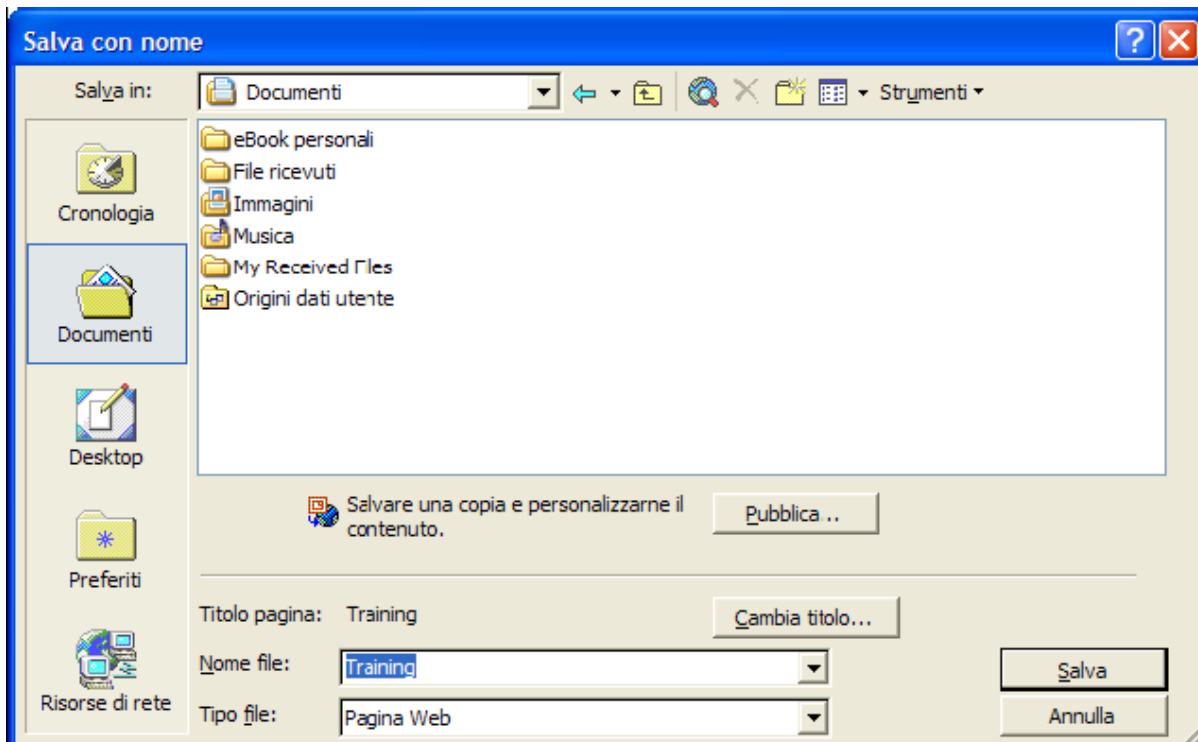 Salva con nome
Salva in: Documenti Strumenti
eBook personali
File ricevuti
Immagini
Musica
My Received Files
Origini dati utente
Cronologia
Documenti
Desktop
Preferiti
Risorse di rete
Salvare una copia e personalizzarne il
contenuto.
Pubblica...
Titolo pagina: Training Cambia titolo...
Nome file: Training Salva
Tipo file: Pagina Web Annulla